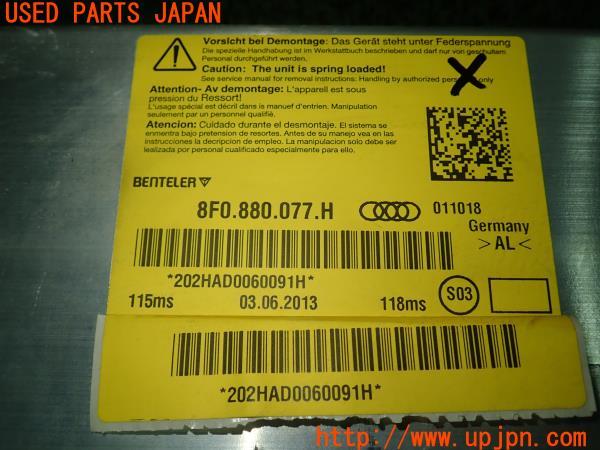 USED PARTS JAPAN
Vorsicht bei Demontage: Das Gerät steht unter Federspannung
Die spezielle Handhabung ist im Werkstattbuch beschrieben und darf nur von geschultem
Personal durchgeführt werden.
Caution: The unit is spring loaded!
See service manual for removal instructions: Handling by authorized only
Attention- Av demontage: L'appareil est sous
pression du Ressort!
L'usage spécial est décril dans is manuef d'entrien. Manipulation
seulement par un personnel qualifié.
Atencion: Cuidado durante el desmontaje. El sistema se
enmentra bajo pretension de resortes. Antes de su manejo vea en las
instrucciones la decripcion de empleo. La manipulacion solo debe ser
lealizada por personal cualificado especialmente para ello.
BENTELER
8F0.880.077.H
011018
Germany
>AL<
*202HAD0060091H*
115ms 03.06.2013 118ms S03
*202HAD0060091H*
http://www.upjpn.com